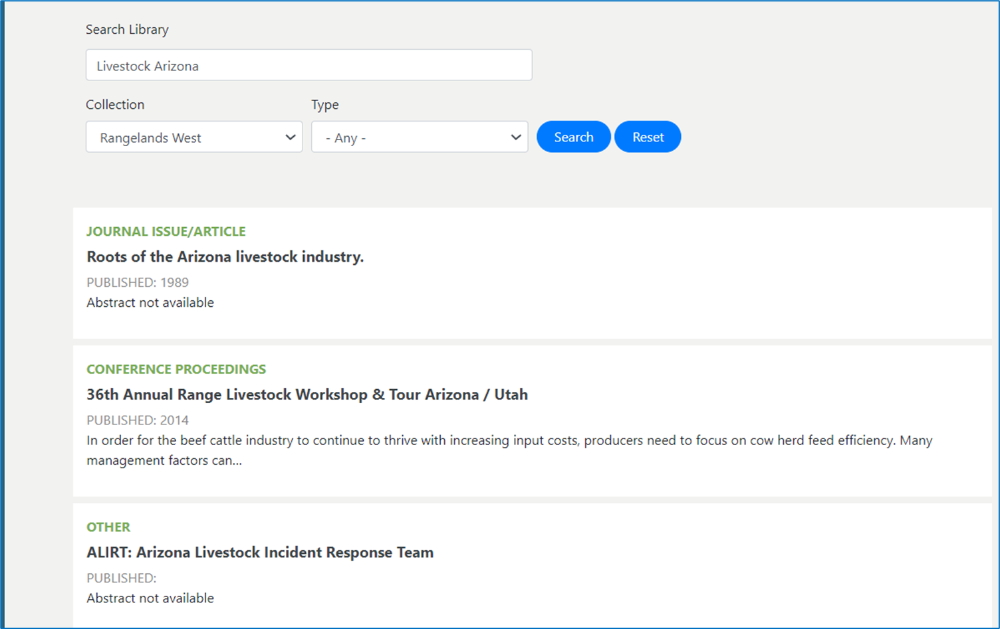 Search Library
Livestock Arizona
Collection
Type
Rangelands West
- Any -
Search
Reset
JOURNAL ISSUE/ARTICLE
Roots of the Arizona livestock industry.
PUBLISHED: 1989
Abstract not available
CONFERENCE PROCEEDINGS
36th Annual Range Livestock Workshop & Tour Arizona / Utah
PUBLISHED: 2014
In order for the beef cattle industry to continue to thrive with increasing input costs, producers need to focus on cow herd feed efficiency. Many
management factors can...
OTHER
ALIRT: Arizona Livestock Incident Response Team
PUBLISHED:
Abstract not available